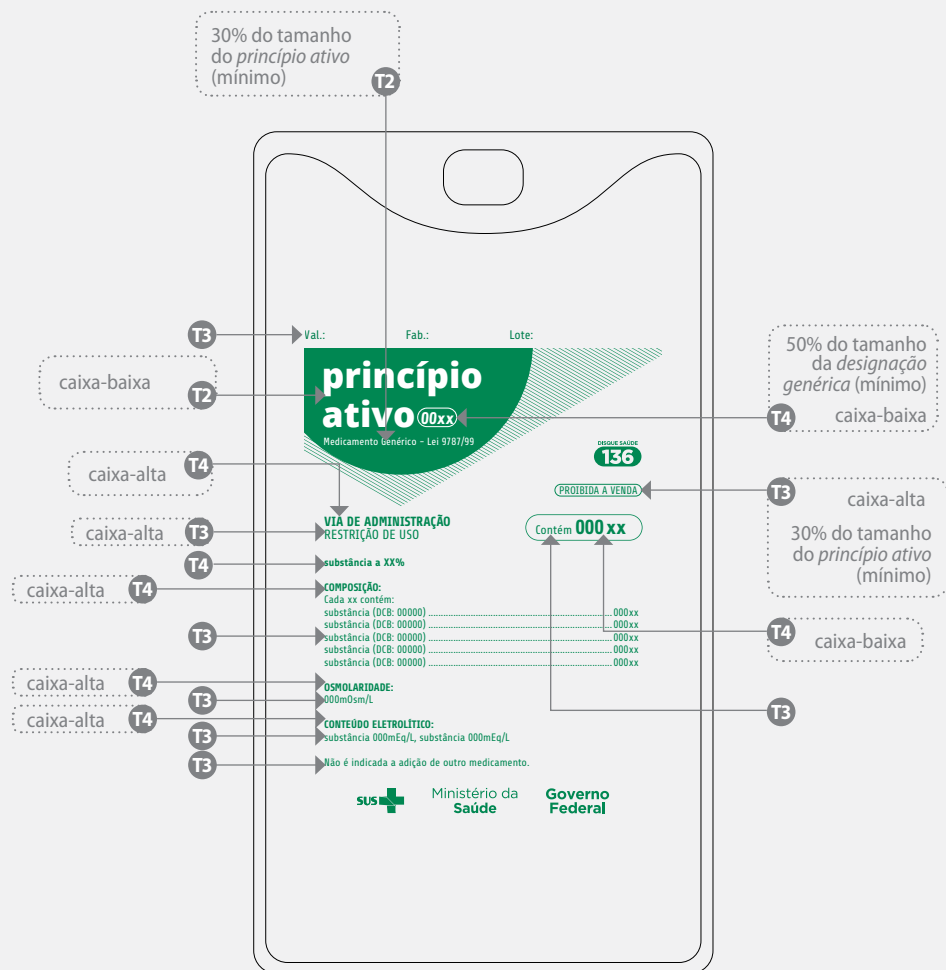 30% do tamanho
do princípio ativo
(mínimo)
T2
T3
Val.: Fab.: Lote:
caixa-baixa
T2
princípio
ativo 00xx
Medicamento Genérico – Lei 9787/99
50% do tamanho
da designação
genérica (mínimo)
caixa-baixa
T4
DISQUE SAÚDE
136
caixa-alta
T4
PROIBIDA A VENDA
T3
caixa-alta
30% do tamanho
do princípio ativo
(mínimo)
VIA DE ADMINISTRAÇÃO
caixa-alta
T3
RESTRIÇÃO DE USO
Contém 000 xx
T4
substância a XX%
caixa-alta
T4
COMPOSIÇÃO:
Cada xx contém:
substância (DCB: 00000) 000xx
substância (DCB: 00000) 000xx
T3
substância (DCB: 00000) 000xx
substância (DCB: 00000) 000xx
substância (DCB: 00000) 000xx
T4
caixa-baixa
caixa-alta
T4
OSMOLARIDADE:
T3
000mOsm/L
T3
caixa-alta
T4
CONTEÚDO ELETROLÍTICO:
T3
substância 000mEq/L, substância 000mEq/L
T3
Não é indicada a adição de outro medicamento.
SUS
Ministério da
Saúde
Governo
Federal